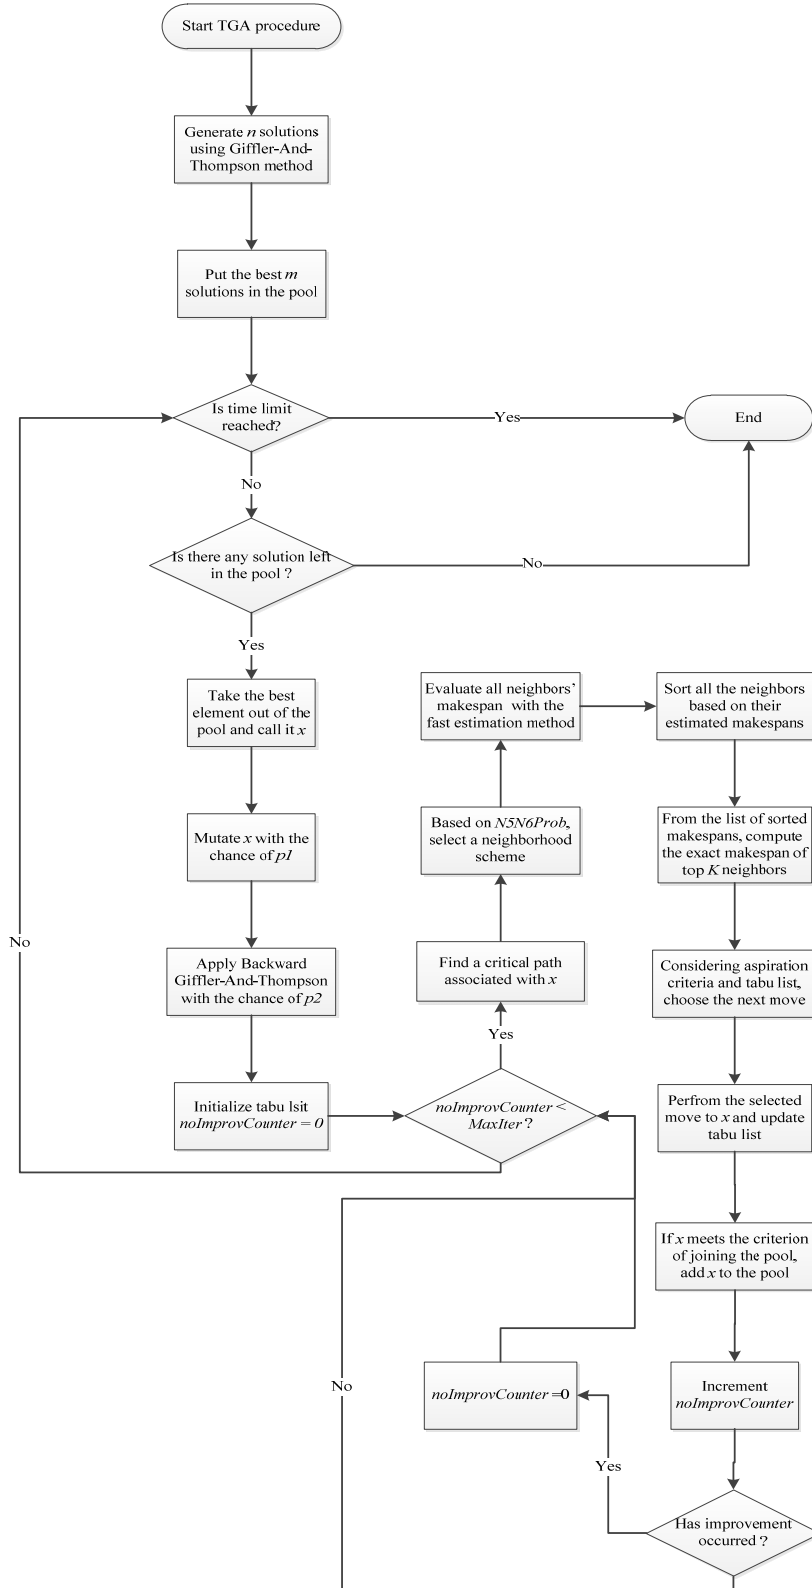 Start TGA procedure
Generate n solutions
using Giffler-And-
Thompson method
Put the best m
solutions in the pool
Is time limit
reached?
Yes
End
No
Is there any solution left
in the pool ?
No
Yes
Take the best
element out of the
pool and call it x
Mutate x with the
chance of p1
Apply Backward
Giffler-And-Thompson
with the chance of p2
Initialize tabu lsit
noImprovCounter = 0
noImprovCounter <
MaxIter ?
No
Yes
Find a critical path
associated with x
Based on N5N6Prob,
select a neighborhood
scheme
Evaluate all neighbors’
makespan with the
fast estimation method
Sort all the neighbors
based on their
estimated makespans
From the list of sorted
makespans, compute
the exact makespan of
top K neighbors
Considering aspiration
criteria and tabu list,
choose the next move
Perfrom the selected
move to x and update
tabu list
If x meets the criterion
of joining the pool,
add x to the pool
Increment
noImprovCounter
Has improvement
occurred ?
Yes
noImprovCounter =0
No